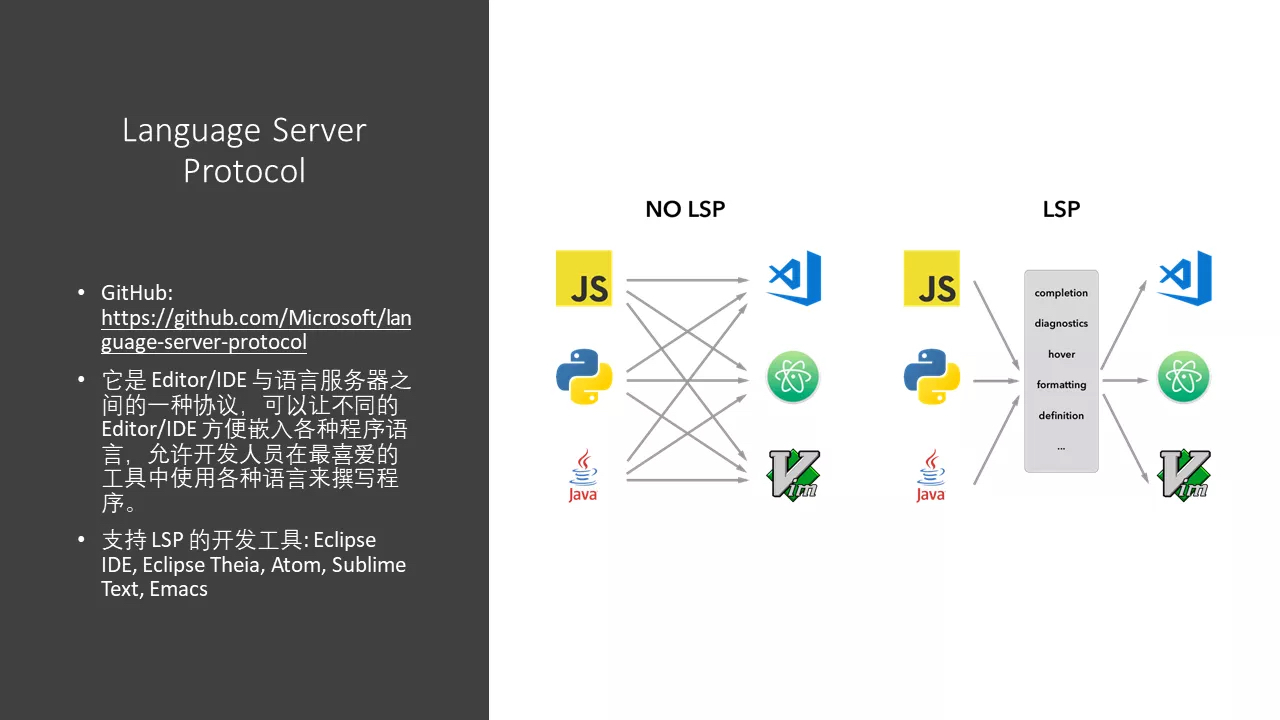 Language Server
Protocol
• GitHub:
https://github.com/Microsoft/lan
guage-server-protocol
• 它是 Editor/IDE 与语言服务器之
间的一种协议，可以让不同的
Editor/IDE 方便嵌入各种程序语
言，允许开发人员在最喜爱的
工具中使用各种语言来撰写程
序。
• 支持 LSP 的开发工具: Eclipse
IDE, Eclipse Theia, Atom, Sublime
Text, Emacs
NO LSP
JS
Java
Vim
LSP
JS
Java
completion
diagnostics
hover
formatting
definition
...
Vim